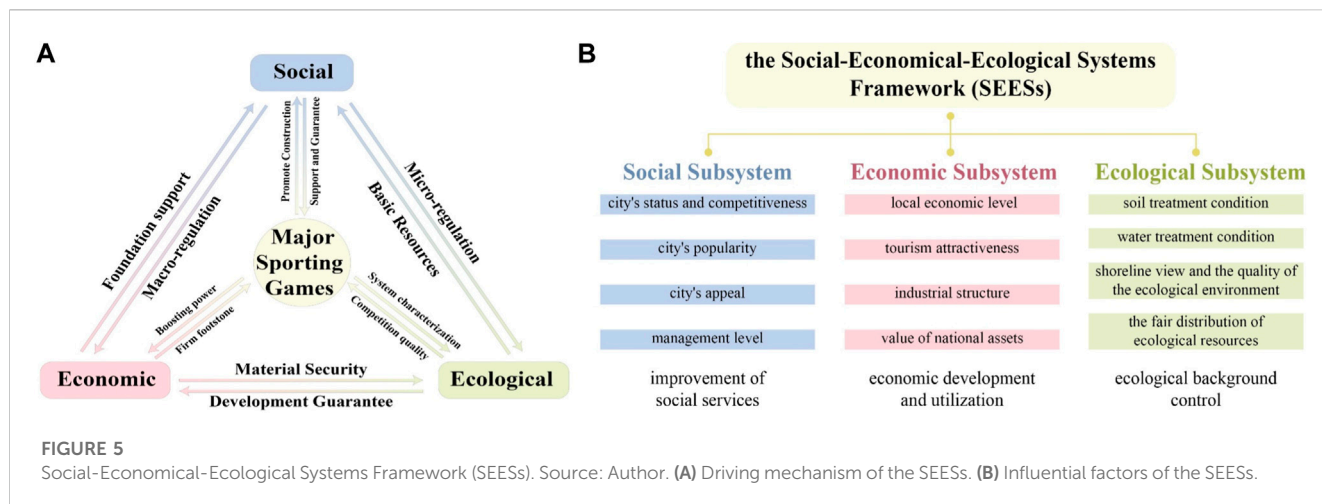 A
Social
Promote Construction
Support and Guarantee
Foundation support
Macro-regulation
Micro-regulation
Basic Resources
Major
Sporting
Games
Boosting power
Firm footstone
System characterization
Competition quality
Economic
Material Security
Development Guarantee
Ecological
B
the Social-Economical-Ecological Systems
Framework (SEESs)
Social Subsystem
city's status and competitiveness
city's popularity
city's appeal
management level
improvement of
social services
Economic Subsystem
local economic level
tourism attractiveness
industrial structure
value of national assets
economic development
and utilization
Ecological Subsystem
soil treatment condition
water treatment condition
shoreline view and the quality of
the ecological environment
the fair distribution of
ecological resources
ecological background
control
FIGURE 5
Social-Economical-Ecological Systems Framework (SEESs). Source: Author. (A) Driving mechanism of the SEESs. (B) Influential factors of the SEESs.